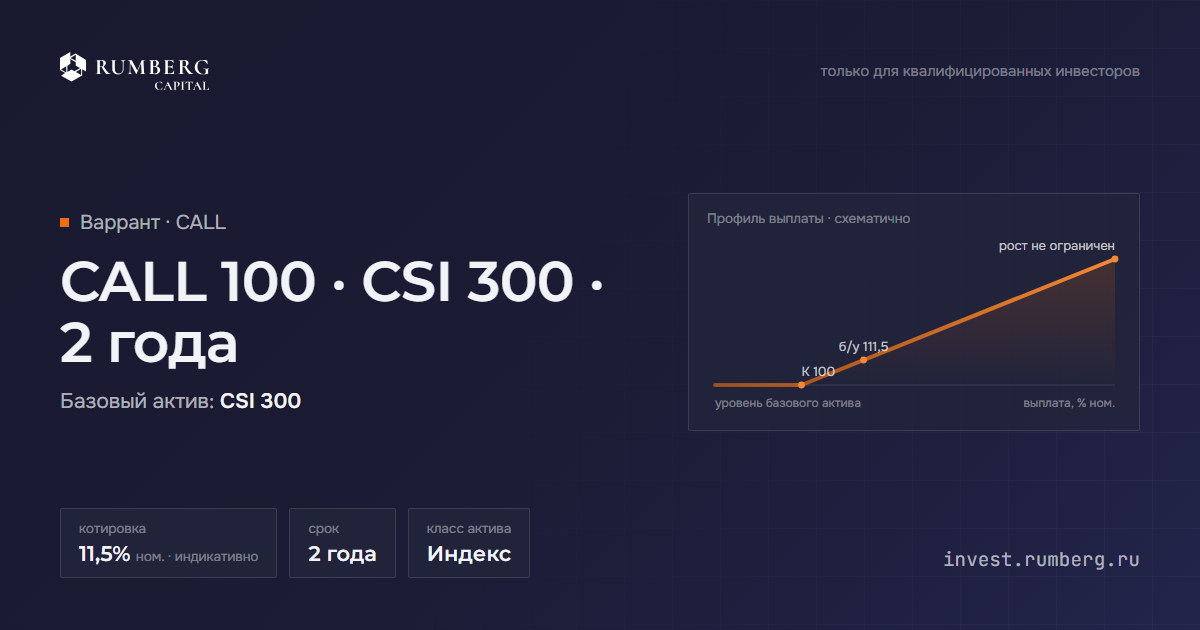 RUMBERG
CAPITAL
только для квалифицированных инвесторов
Варрант · CALL
CALL 100 · CSI 300 ·
2 года
Базовый актив: CSI 300
Профиль выплаты · схематично
рост не ограничен
б/у 111,5
K 100
уровень базового актива
выплата, % ном.
котировка
11,5% ном. · индикативно
срок
2 года
класс актива
Индекс
invest.rumberg.ru